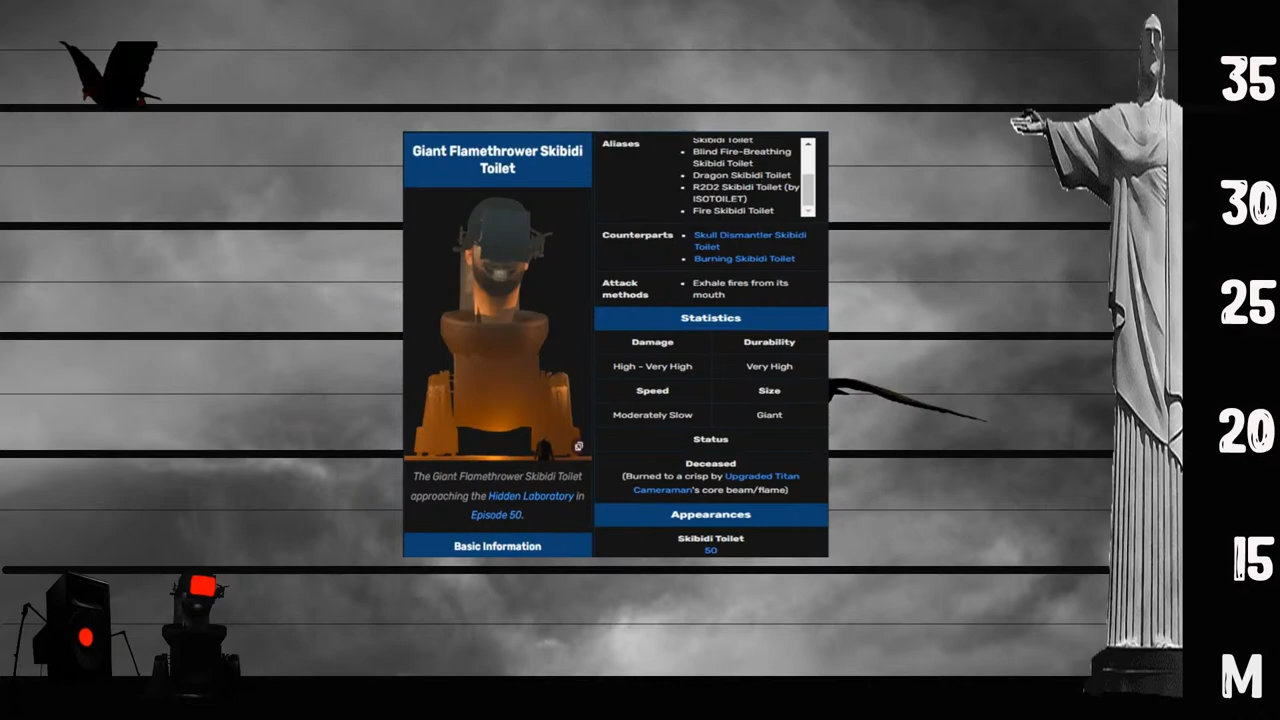 Giant Flamethrower Skibidi
Toilet
The Giant Flamethrower Skibidi Toilet
approaching the Hidden Laboratory in
Episode 50.
Basic Information
Aliases
Skibidi Toilet
• Blind Fire-Breathing
Skibidi Toilet
• Dragon Skibidi Toilet
• R2D2 Skibidi Toilet (by
ISOTOILET)
• Fire Skibidi Toilet
Counterparts
• Skull Dismantler Skibidi
Toilet
• Burning Skibidi Toilet
Attack
methods
• Exhale fires from its
mouth
Statistics
Damage
Durability
High - Very High
Very High
Speed
Size
Moderately Slow
Giant
Status
Deceased
(Burned to a crisp by Upgraded Titan
Cameraman's core beam/flame)
Appearances
Skibidi Toilet
50
35
30
25
20
15
M